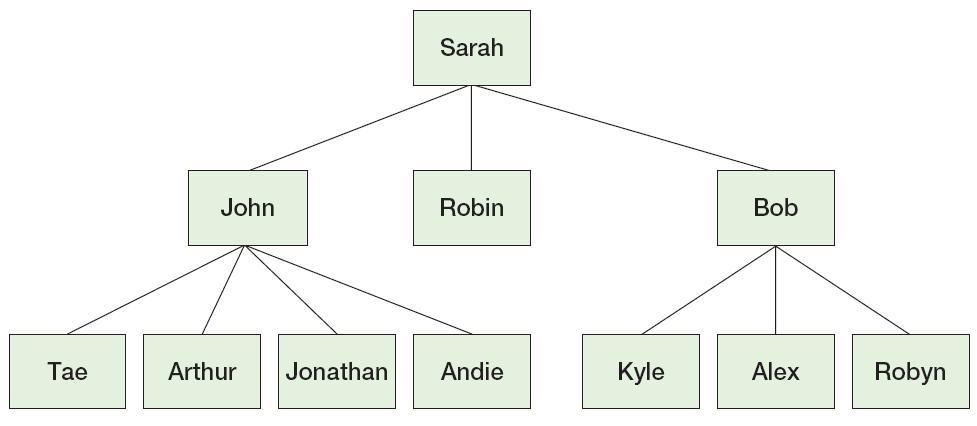 Sarah
John
Robin
Bob
Tae
Arthur
Jonathan
Andie
Kyle
Alex
Robyn